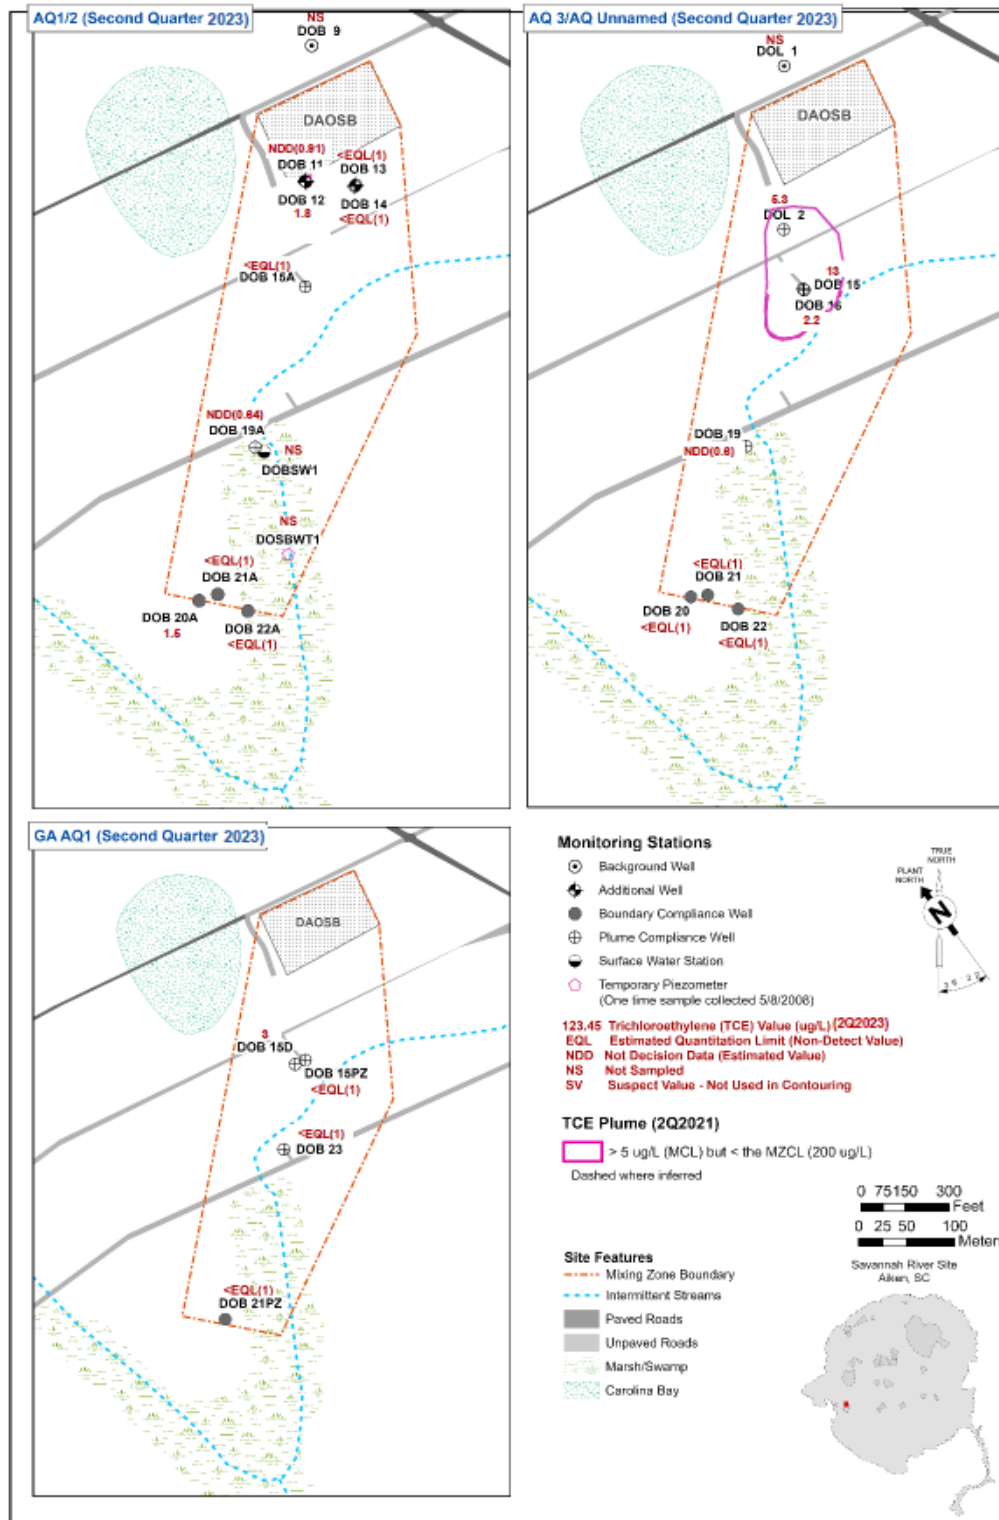 AQ1/2 (Second Quarter 2023)
NS
DOB 9
DAOSB
NDD(0.91)
DOB 11
<EQL(1)
DOB 13
DOB 12
1.8
DOB 14
<EQL(1)
<EQL(1)
DOB 15A
NDD(0.64)
DOB 19A
NS
DOBSW1
NS
DOSBWT1
<EQL(1)
DOB 21A
DOB 20A
1.5
DOB 22A
<EQL(1)
AQ 3/AQ Unnamed (Second Quarter 2023)
NS
DOL 1
DAOSB
5.3
DOL 2
13
DOB 15
DOB 16
2.2
DOB 19
NDD(0.6)
<EQL(1)
DOB 21
DOB 20
<EQL(1)
DOB 22
<EQL(1)
GA AQ1 (Second Quarter 2023)
DAOSB
3
DOB 15D
DOB 15PZ
<EQL(1)
<EQL(1)
DOB 23
<EQL(1)
DOB 21PZ
Monitoring Stations
Background Well
Additional Well
Boundary Compliance Well
Plume Compliance Well
Surface Water Station
Temporary Piezometer
(One time sample collected 5/8/2008)
TRUE
NORTH
PLANT
NORTH
N
123.45 Trichloroethylene (TCE) Value (ug/L) (2Q2023)
EQL Estimated Quantitation Limit (Non-Detect Value)
NDD Not Decision Data (Estimated Value)
NS Not Sampled
SV Suspect Value - Not Used in Contouring
TCE Plume (2Q2021)
> 5 ug/L (MCL) but < the MZCL (200 ug/L)
Dashed where inferred
0 75 150 300
Feet
0 25 50 100
Meters
Site Features
Mixing Zone Boundary
Intermittent Streams
Paved Roads
Unpaved Roads
Marsh/Swamp
Carolina Bay
Savannah River Site
Aiken, SC